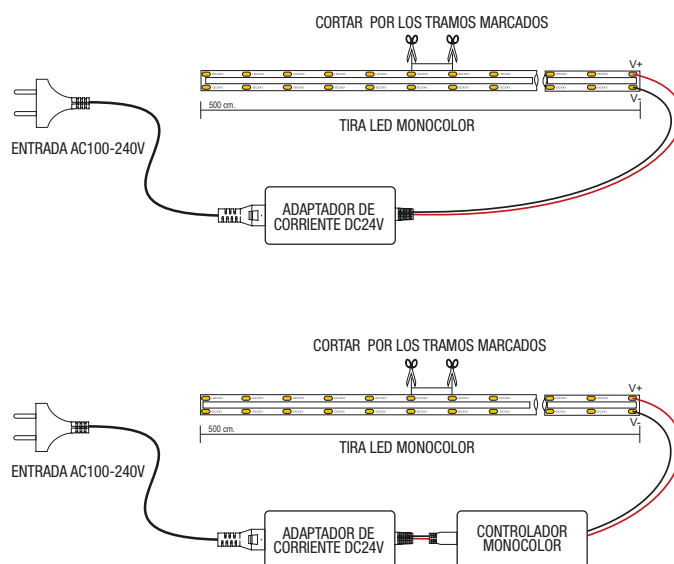 CORTAR POR LOS TRAMOS MARCADOS
V+
500 cm.
V-
TIRA LED MONOCOLOR
ENTRADA AC100-240V
ADAPTADOR DE
CORRIENTE DC24V
CORTAR POR LOS TRAMOS MARCADOS
V+
500 cm.
V-
TIRA LED MONOCOLOR
ENTRADA AC100-240V
ADAPTADOR DE
CORRIENTE DC24V
CONTROLADOR
MONOCOLOR